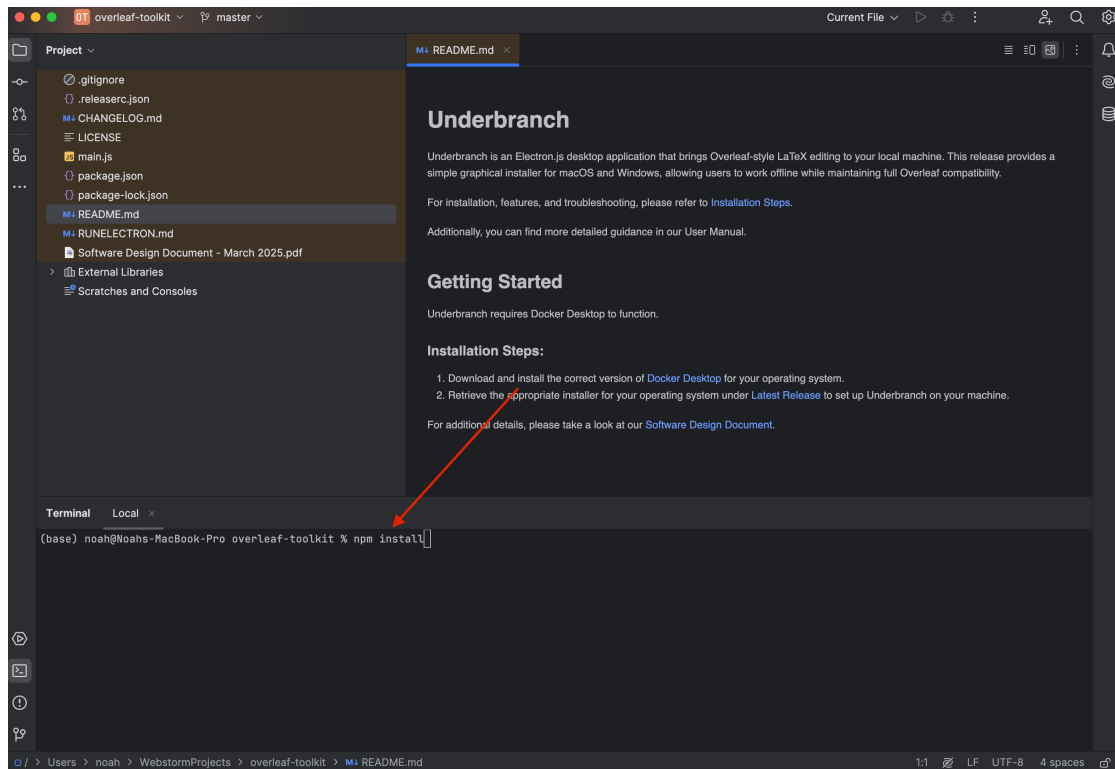 OT overleaf-toolkit master Current File
Project
M↓ README.md
.gitignore
{} .releaserc.json
M↓ CHANGELOG.md
LICENSE
JS main.js
{} package.json
{} package-lock.json
M↓ README.md
M↓ RUNELECTRON.md
Software Design Document - March 2025.pdf
External Libraries
Scratches and Consoles
Underbranch
Underbranch is an Electron.js desktop application that brings Overleaf-style LaTeX editing to your local machine. This release provides a
simple graphical installer for macOS and Windows, allowing users to work offline while maintaining full Overleaf compatibility.
For installation, features, and troubleshooting, please refer to Installation Steps.
Additionally, you can find more detailed guidance in our User Manual.
Getting Started
Underbranch requires Docker Desktop to function.
Installation Steps:
1. Download and install the correct version of Docker Desktop for your operating system.
2. Retrieve the appropriate installer for your operating system under Latest Release to set up Underbranch on your machine.
For additional details, please take a look at our Software Design Document.
Terminal Local
(base) noah@Noahs-MacBook-Pro overleaf-toolkit % npm install
/ > Users > noah > WebstormProjects > overleaf-toolkit > M↓ README.md 1:1 LF UTF-8 4 spaces